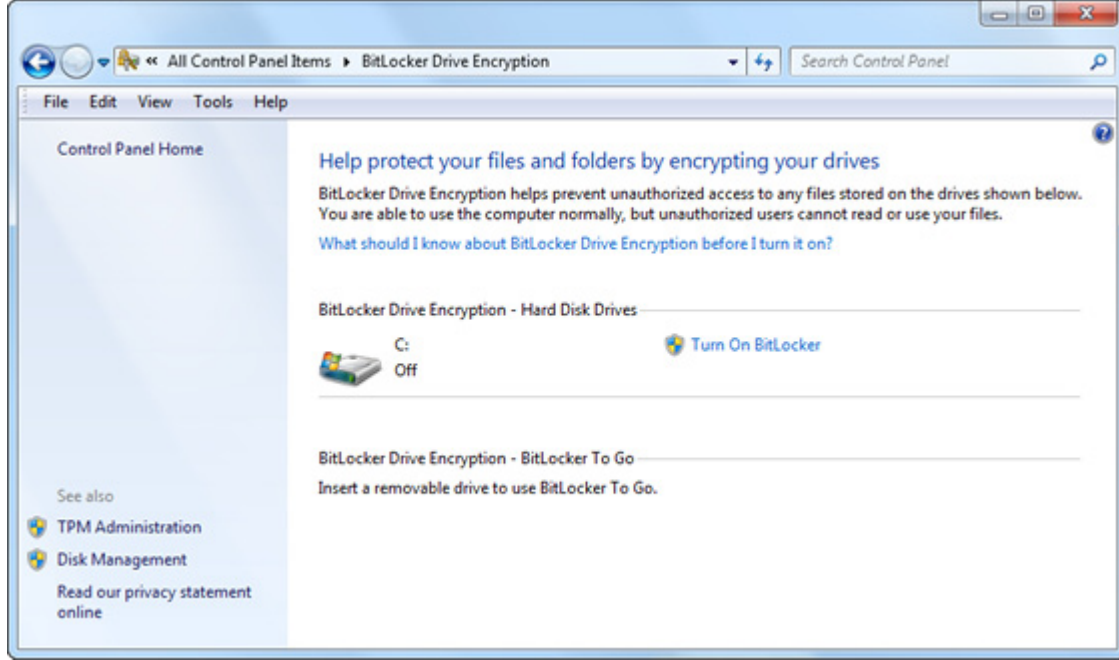 « All Control Panel Items ▸ BitLocker Drive Encryption
Search Control Panel
File Edit View Tools Help
Control Panel Home
Help protect your files and folders by encrypting your drives
BitLocker Drive Encryption helps prevent unauthorized access to any files stored on the drives shown below.
You are able to use the computer normally, but unauthorized users cannot read or use your files.
What should I know about BitLocker Drive Encryption before I turn it on?
BitLocker Drive Encryption - Hard Disk Drives
C:
Off
Turn On BitLocker
BitLocker Drive Encryption - BitLocker To Go
Insert a removable drive to use BitLocker To Go.
See also
TPM Administration
Disk Management
Read our privacy statement
online